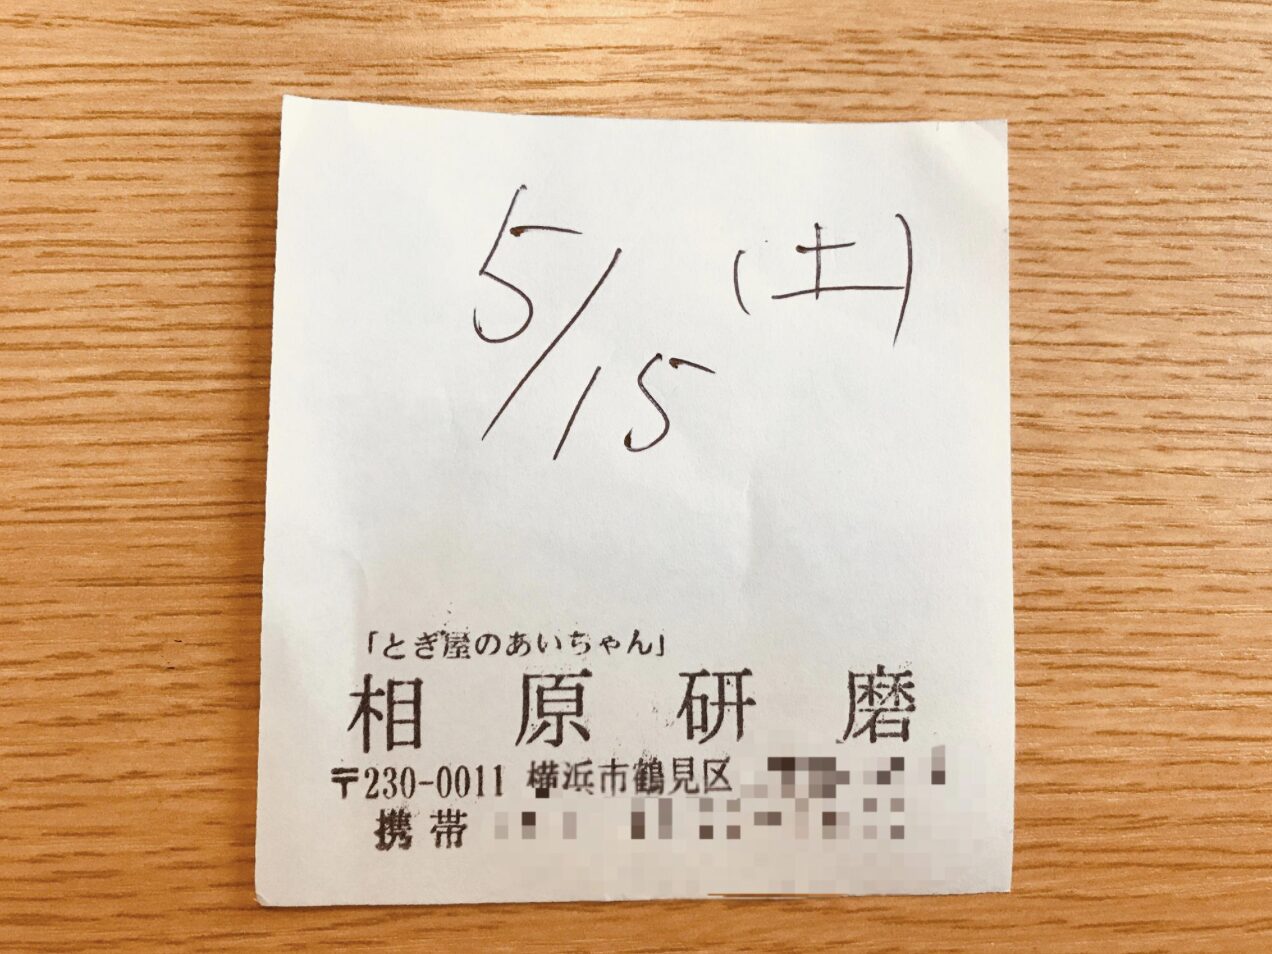 5/15 (土)
「とぎ屋のあいちゃん」
相原研磨
〒230-0011 横浜市鶴見区
携帯